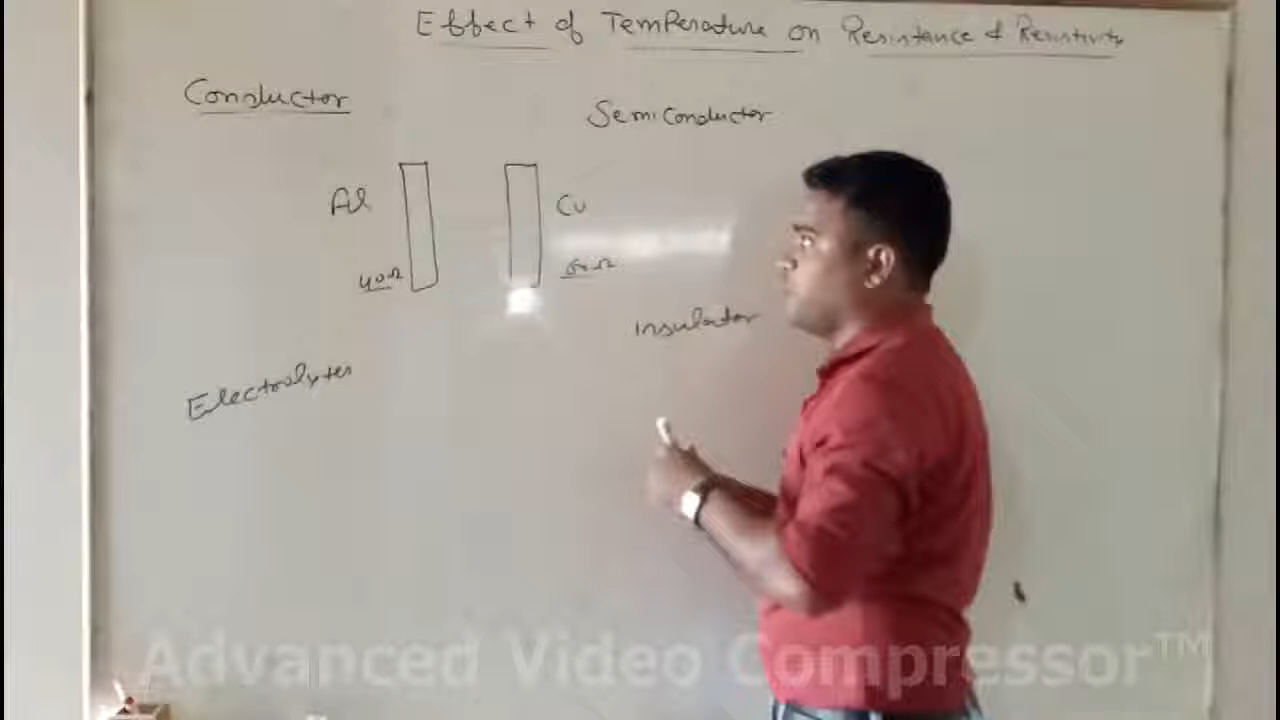 Effect of Temperature on Resistance & Resistivity
Conductor
Semiconductor
Al
Cu
40Ω
Insulator
Electrolytes
Advanced Video Compressor™